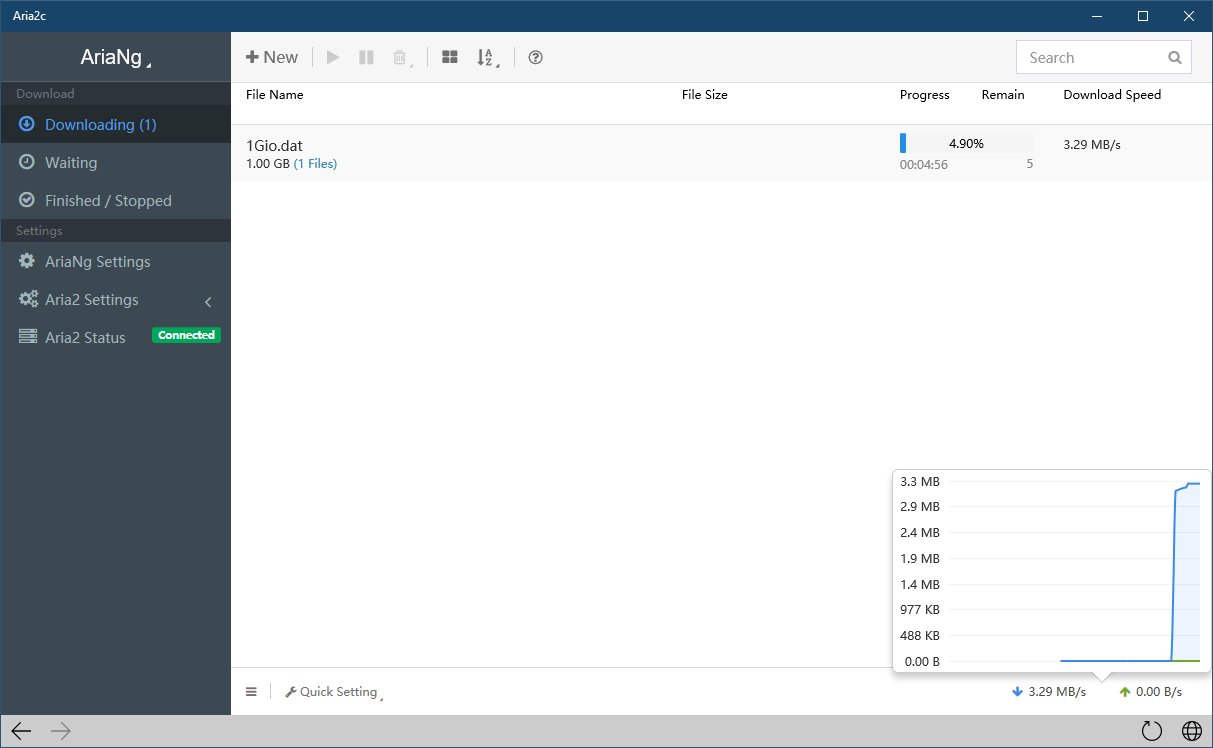 Aria2c
AriaNg
New
Search
Download
Downloading (1)
Waiting
Finished / Stopped
Settings
AriaNg Settings
Aria2 Settings
Aria2 Status Connected
File Name File Size Progress Remain Download Speed
1Gio.dat 4.90% 3.29 MB/s
1.00 GB (1 Files) 00:04:56 5
3.3 MB
2.9 MB
2.4 MB
1.9 MB
1.4 MB
977 KB
488 KB
0.00 B
Quick Setting 3.29 MB/s 0.00 B/s